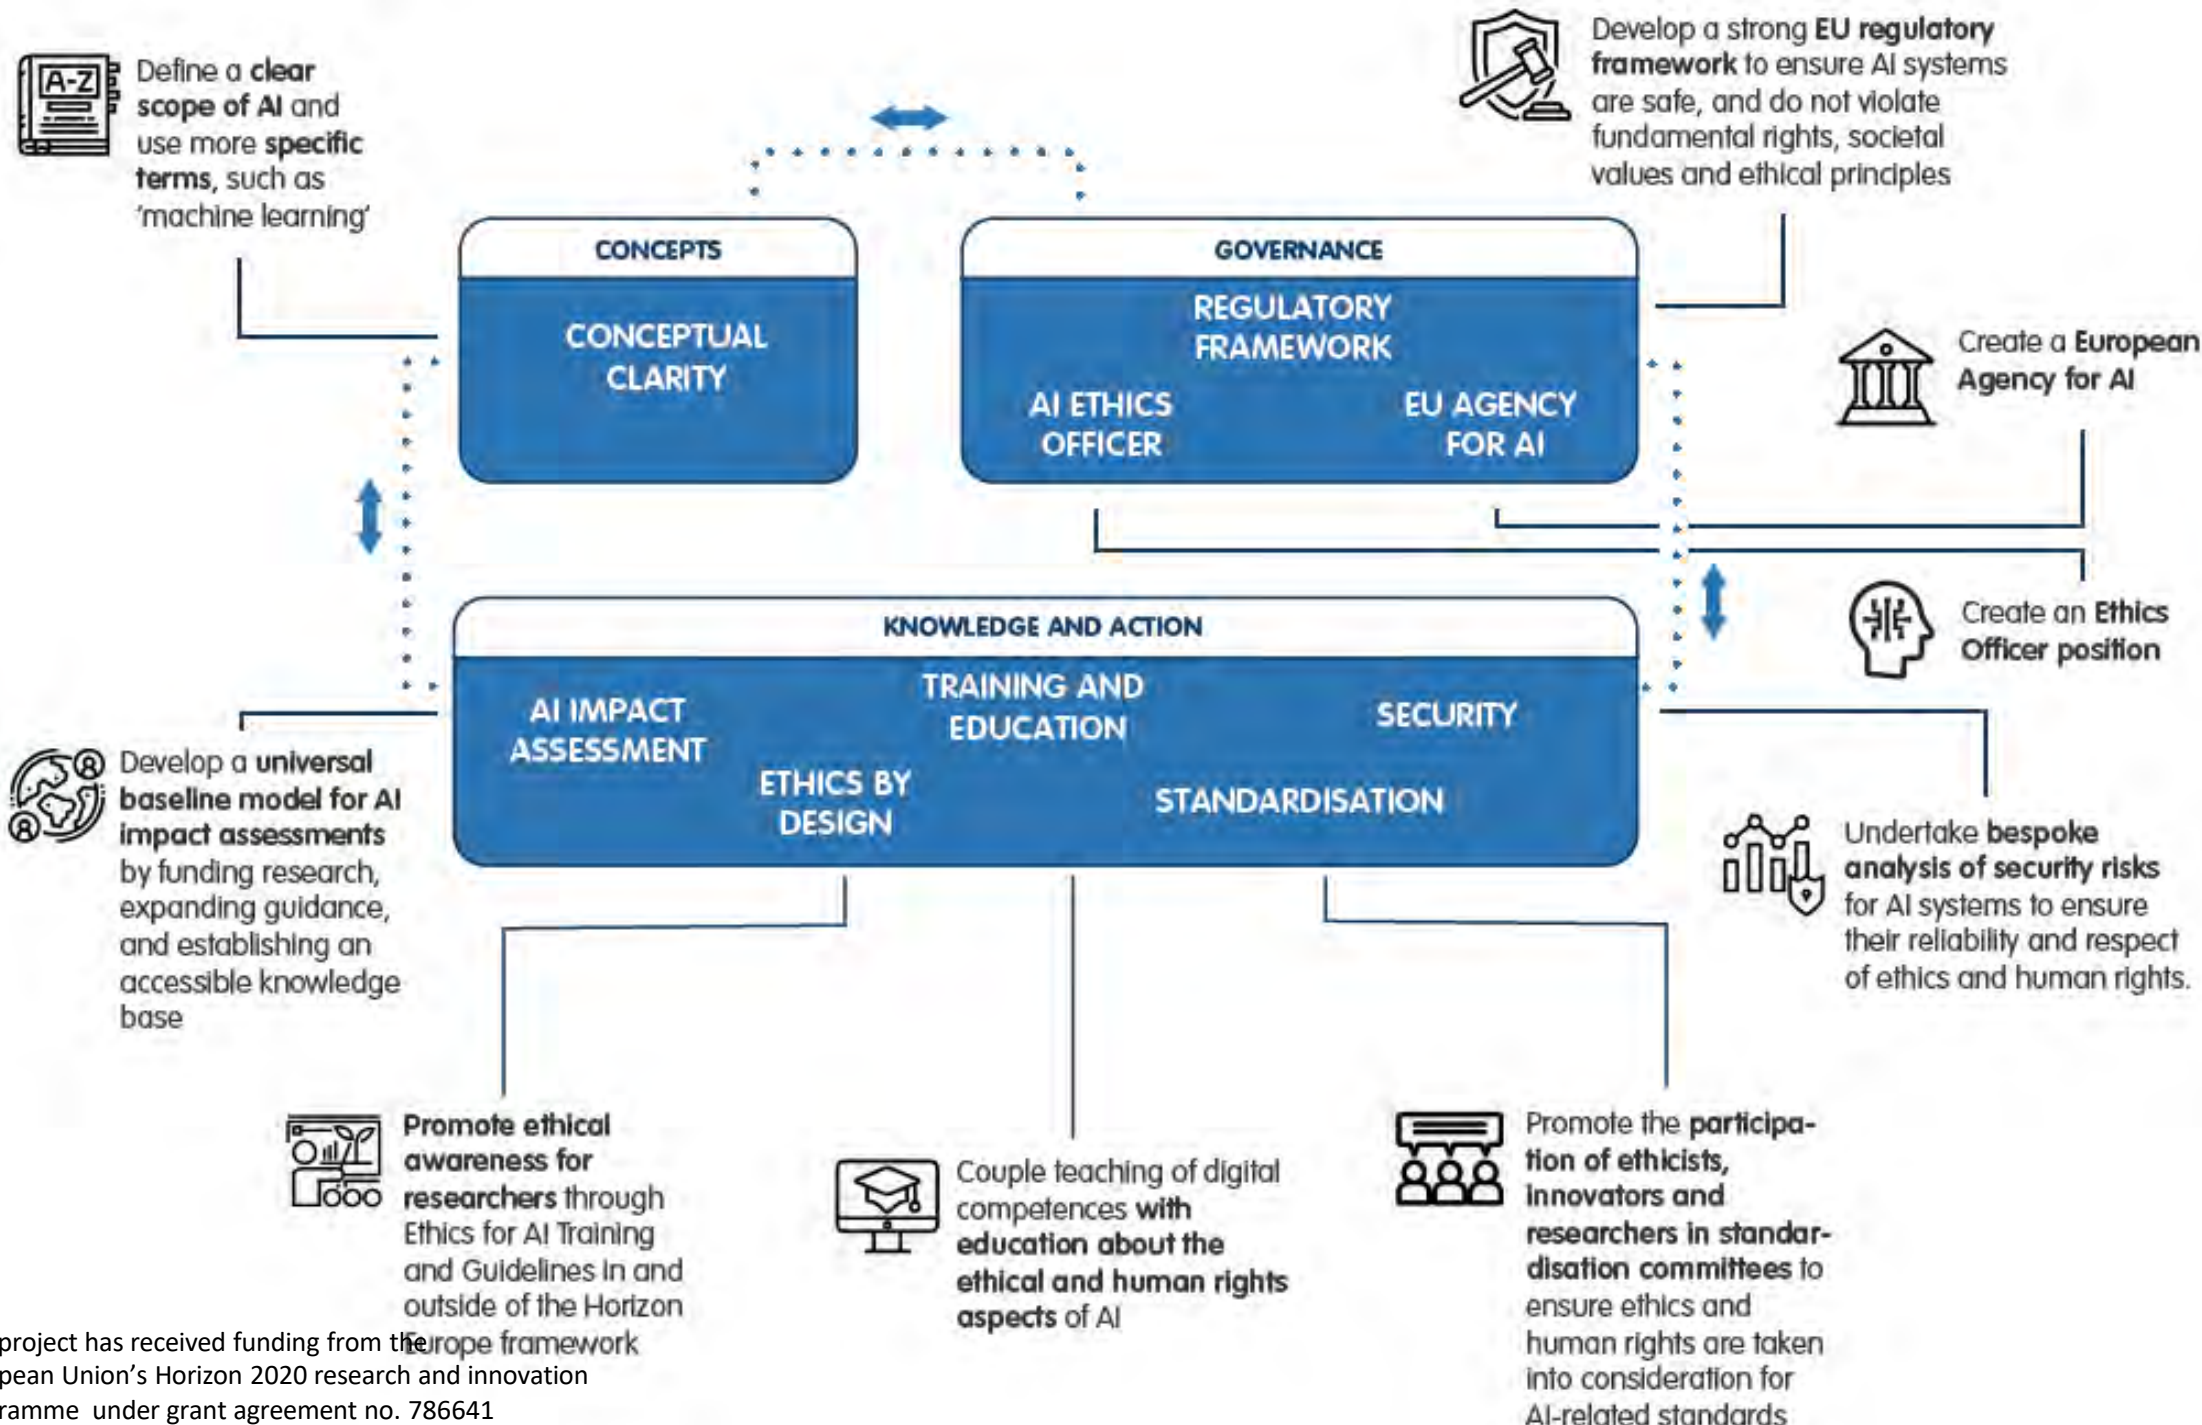 A-Z
Define a clear
scope of AI and
use more specific
terms, such as
'machine learning'
Develop a strong EU regulatory
framework to ensure AI systems
are safe, and do not violate
fundamental rights, societal
values and ethical principles
CONCEPTS
CONCEPTUAL
CLARITY
GOVERNANCE
REGULATORY
FRAMEWORK
AI ETHICS
OFFICER
EU AGENCY
FOR AI
Create a European
Agency for AI
Create an Ethics
Officer position
KNOWLEDGE AND ACTION
AI IMPACT
ASSESSMENT
TRAINING AND
EDUCATION
SECURITY
ETHICS BY
DESIGN
STANDARDISATION
Develop a universal
baseline model for AI
impact assessments
by funding research,
expanding guidance,
and establishing an
accessible knowledge
base
Undertake bespoke
analysis of security risks
for AI systems to ensure
their reliability and respect
of ethics and human rights.
Promote ethical
awareness for
researchers through
Ethics for AI Training
and Guidelines in and
outside of the Horizon
Europe framework
Couple teaching of digital
competences with
education about the
ethical and human rights
aspects of AI
Promote the participa-
tion of ethicists,
innovators and
researchers in standar-
disation committees to
ensure ethics and
human rights are taken
into consideration for
AI-related standards
project has received funding from the
pean Union's Horizon 2020 research and innovation
ramme under grant agreement no. 786641